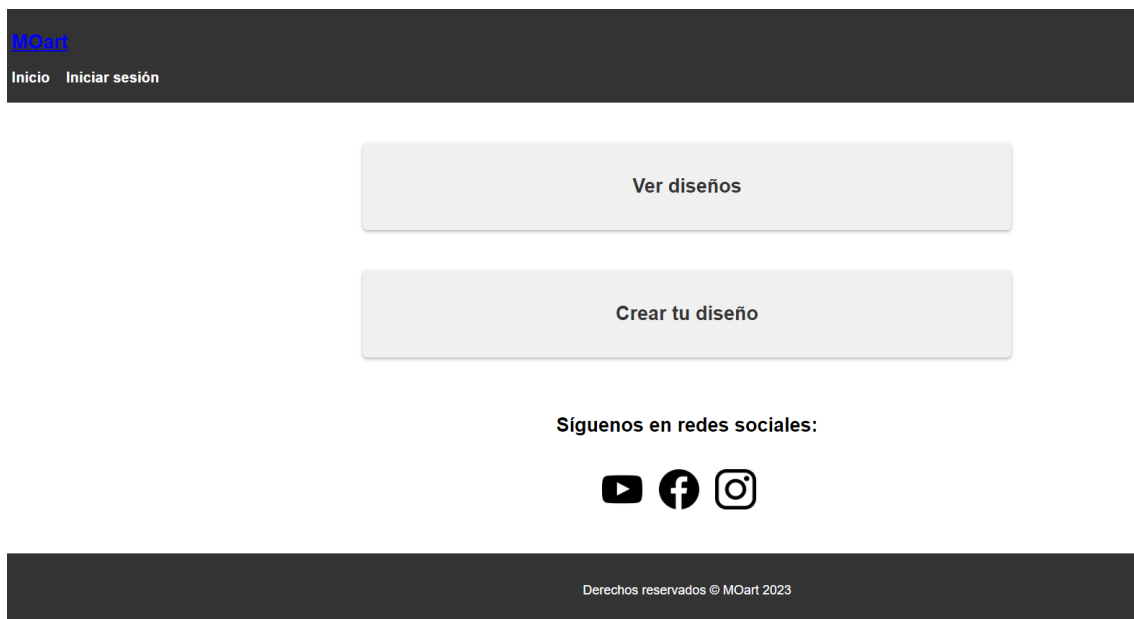 MOart
Inicio Iniciar sesión
Ver diseños
Crear tu diseño
Síguenos en redes sociales:
Derechos reservados © MOart 2023